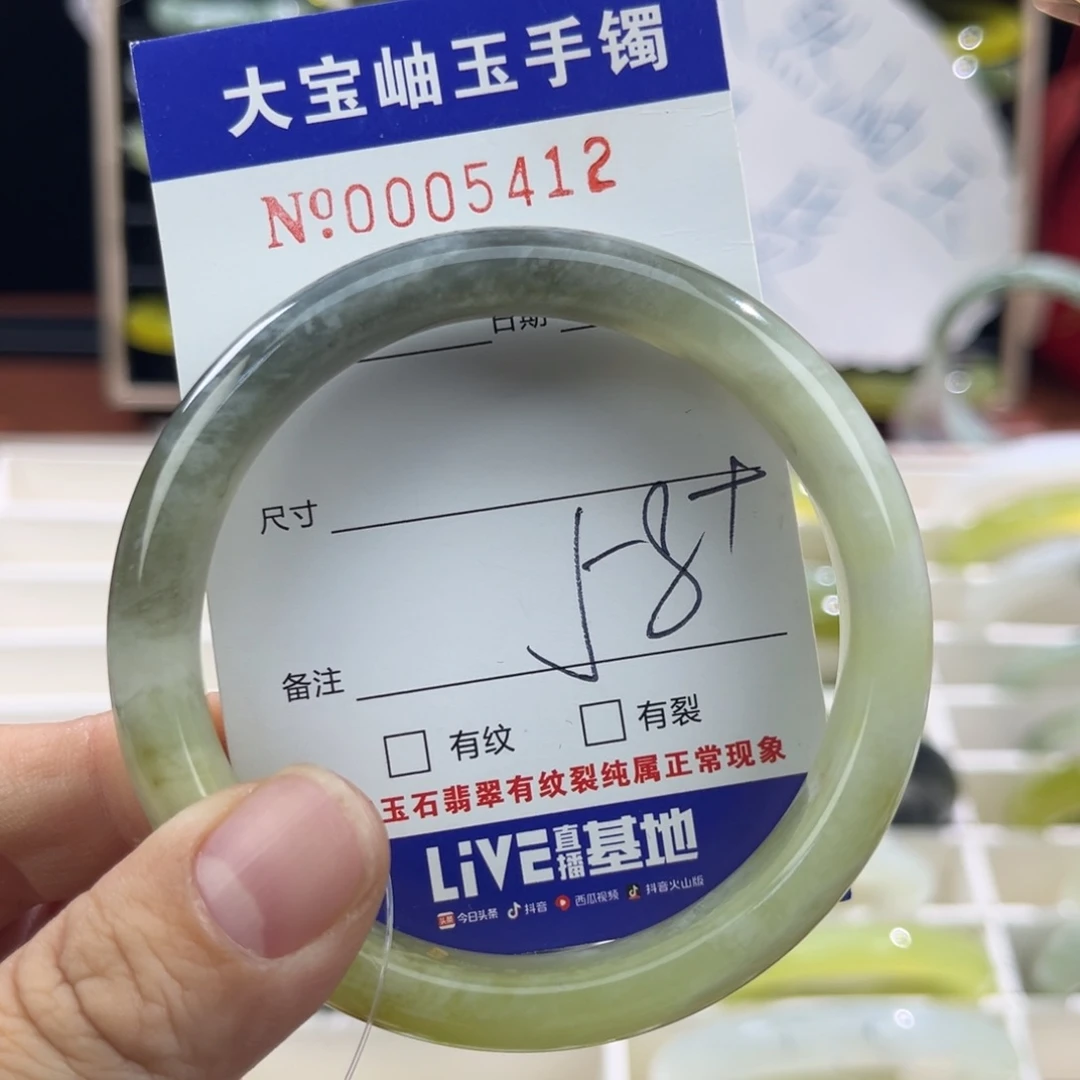 大宝岫玉手镯
№0005412
日期
尺寸 58+
备注
有纹 有裂
玉石翡翠有纹裂纯属正常现象
LiVE直播基地
头条 今日头条 抖音 西瓜视频 抖音火山版